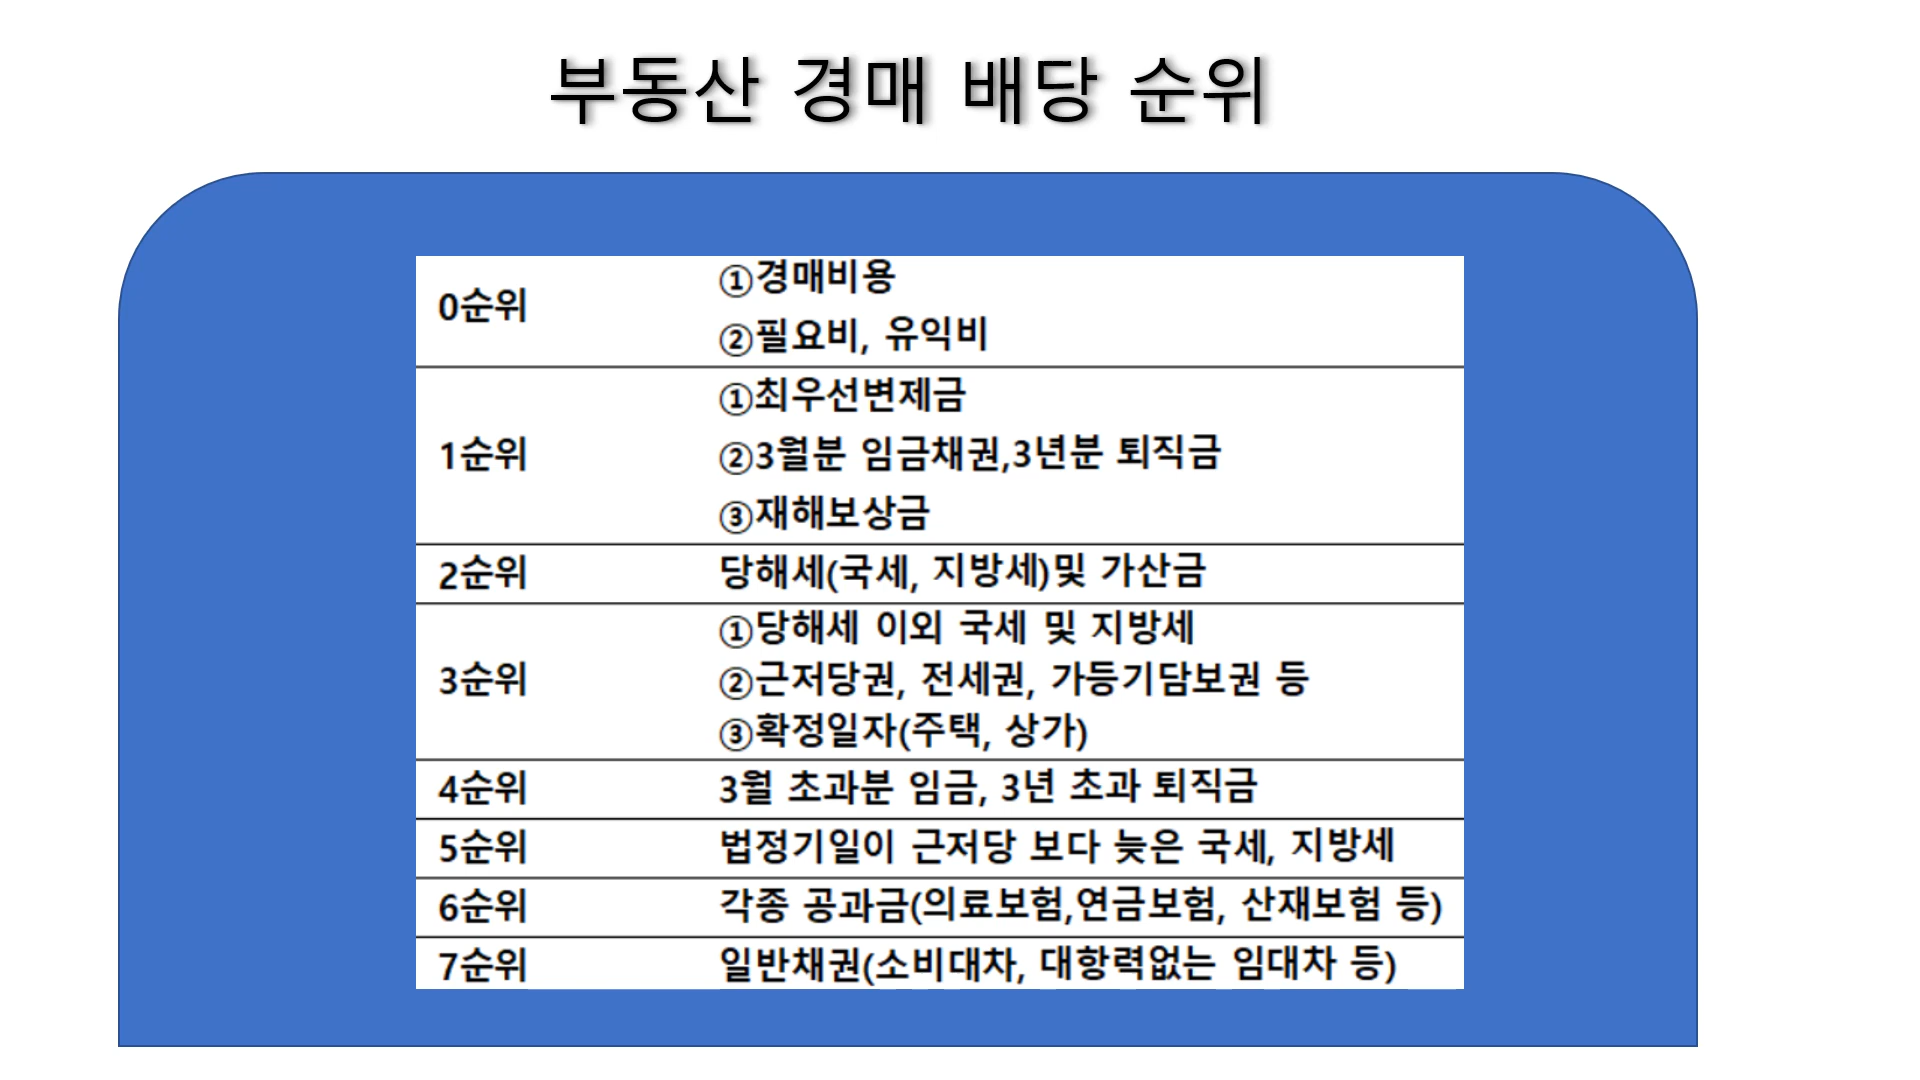 부동산 경매 배당 순위
0순위
①경매비용
②필요비, 유익비
1순위
①최우선변제금
②3월분 임금채권,3년분 퇴직금
③재해보상금
2순위
당해세(국세, 지방세)및 가산금
3순위
①당해세 이외 국세 및 지방세
②근저당권, 전세권, 가등기담보권 등
③확정일자(주택, 상가)
4순위
3월 초과분 임금, 3년 초과 퇴직금
5순위
법정기일이 근저당 보다 늦은 국세, 지방세
6순위
각종 공과금(의료보험,연금보험, 산재보험 등)
7순위
일반채권(소비대차, 대항력없는 임대차 등)